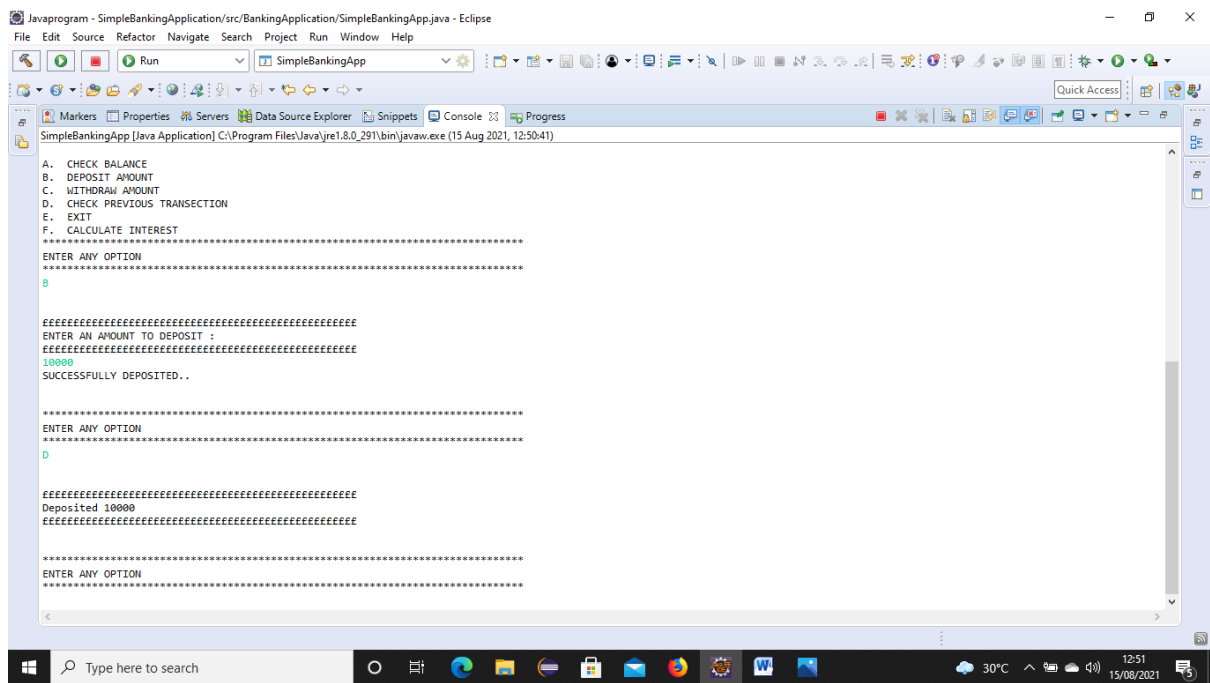 Javaprogram - SimpleBankingApplication/src/BankingApplication/SimpleBankingApp.java - Eclipse
File Edit Source Refactor Navigate Search Project Run Window Help
Run SimpleBankingApp
Quick Access
Markers Properties Servers Data Source Explorer Snippets Console Progress
SimpleBankingApp [Java Application] C:\Program Files\Java\jre1.8.0_291\bin\javaw.exe (15 Aug 2021, 12:50:41)
A. CHECK BALANCE
B. DEPOSIT AMOUNT
C. WITHDRAW AMOUNT
D. CHECK PREVIOUS TRANSECTION
E. EXIT
F. CALCULATE INTEREST
******************************************************************************
ENTER ANY OPTION
******************************************************************************
B
£££££££££££££££££££££££££££££££££££££££££££££££££££
ENTER AN AMOUNT TO DEPOSIT :
£££££££££££££££££££££££££££££££££££££££££££££££££££
10000
SUCCESSFULLY DEPOSITED..
******************************************************************************
ENTER ANY OPTION
******************************************************************************
D
£££££££££££££££££££££££££££££££££££££££££££££££££££
Deposited 10000
£££££££££££££££££££££££££££££££££££££££££££££££££££
******************************************************************************
ENTER ANY OPTION
******************************************************************************
Type here to search
30°C
12:51
15/08/2021
5